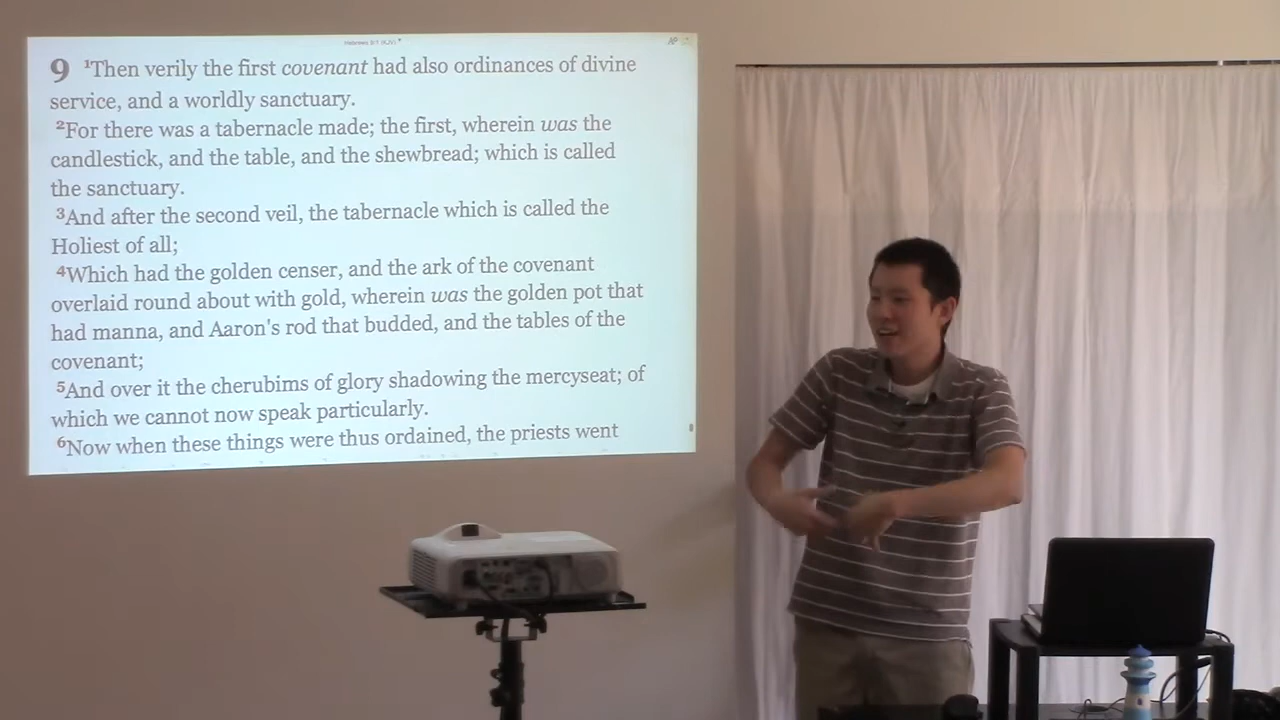 Hebrews 9:1 (KJV)
9 1Then verily the first covenant had also ordinances of divine
service, and a worldly sanctuary.
2For there was a tabernacle made; the first, wherein was the
candlestick, and the table, and the shewbread; which is called
the sanctuary.
3And after the second veil, the tabernacle which is called the
Holiest of all;
4Which had the golden censer, and the ark of the covenant
overlaid round about with gold, wherein was the golden pot that
had manna, and Aaron's rod that budded, and the tables of the
covenant;
5And over it the cherubims of glory shadowing the mercyseat; of
which we cannot now speak particularly.
6Now when these things were thus ordained, the priests went